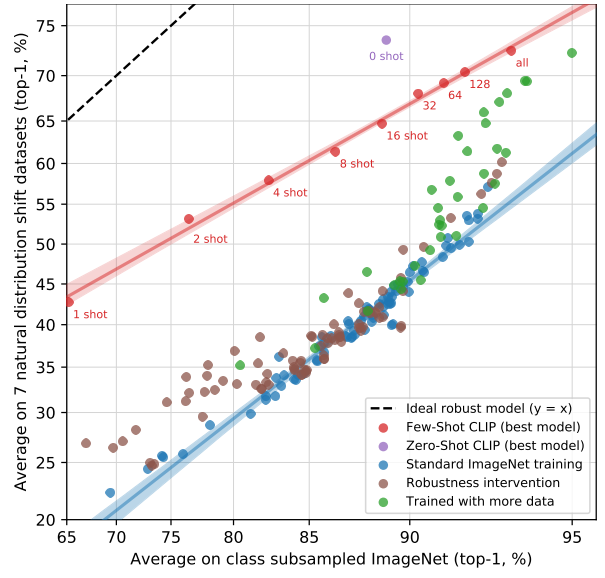 Average on 7 natural distribution shift datasets (top-1, %)
75
70
65
60
55
50
45
40
35
30
25
20
0 shot
all
128
64
32
16 shot
8 shot
4 shot
2 shot
1 shot
Ideal robust model (y = x)
Few-Shot CLIP (best model)
Zero-Shot CLIP (best model)
Standard ImageNet training
Robustness intervention
Trained with more data
65 70 75 80 85 90 95
Average on class subsampled ImageNet (top-1, %)